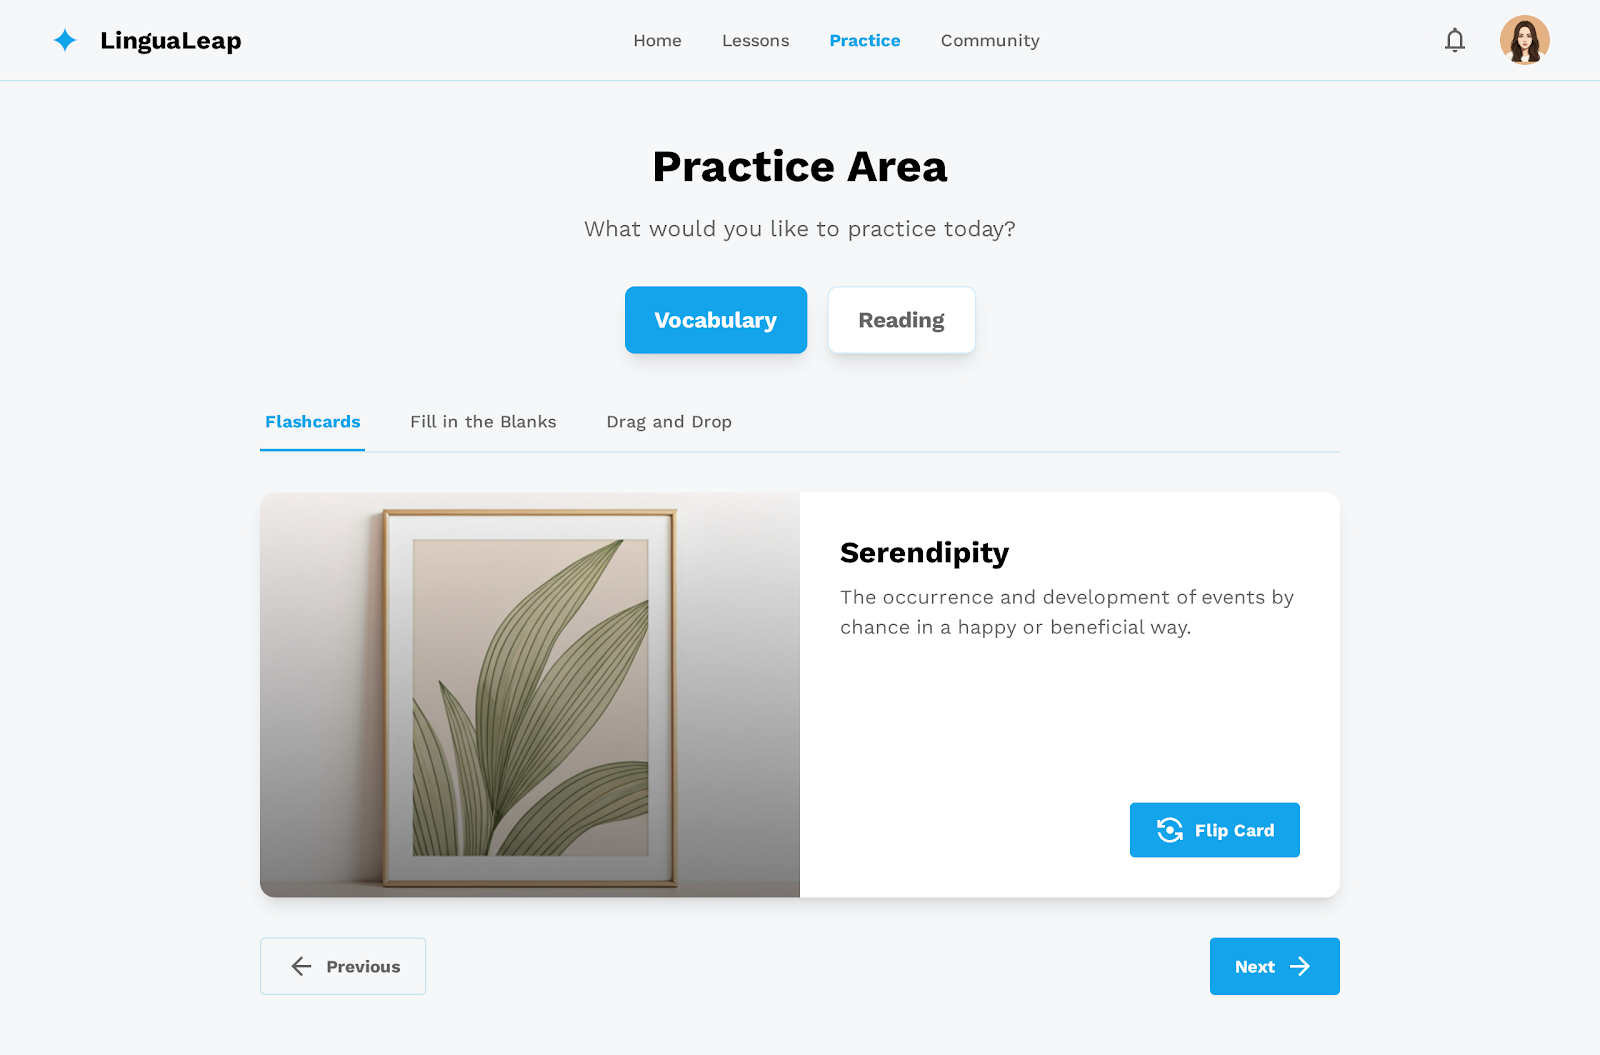 LinguaLeap
Home
Lessons
Practice
Community
Practice Area
What would you like to practice today?
Vocabulary
Reading
Flashcards
Fill in the Blanks
Drag and Drop
Serendipity
The occurrence and development of events by
chance in a happy or beneficial way.
Flip Card
Previous
Next